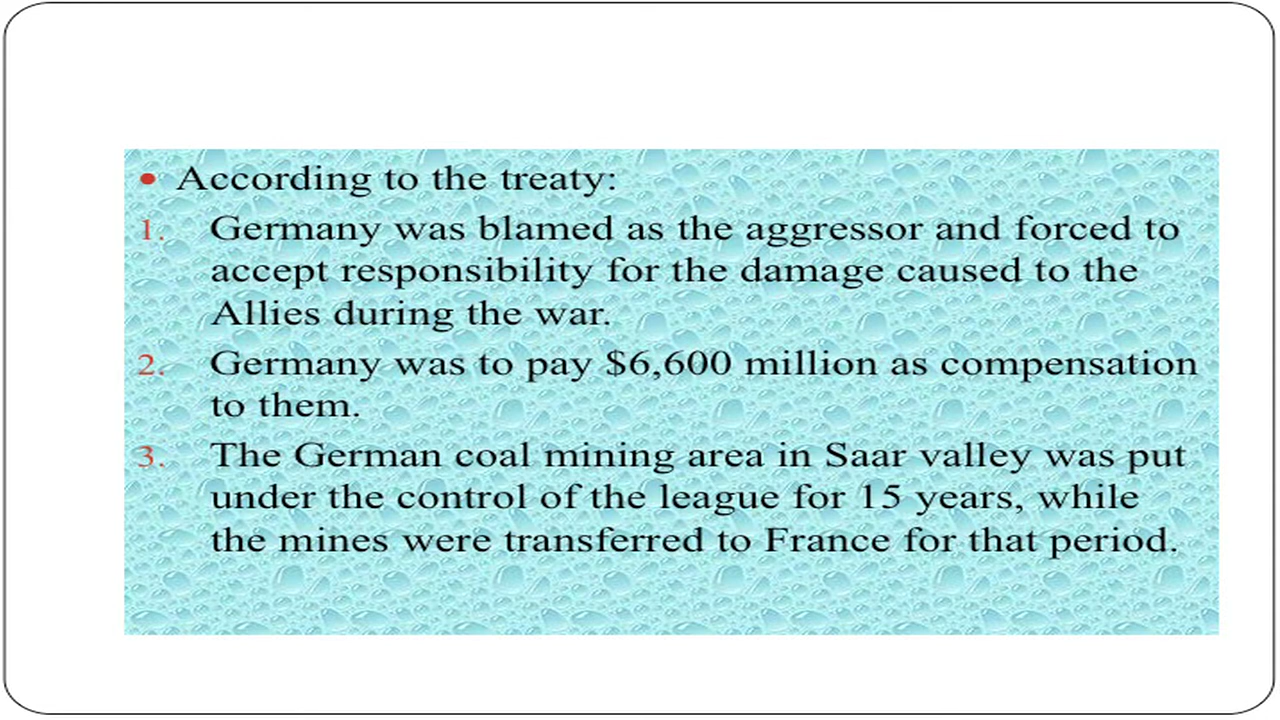 • According to the treaty:
1. Germany was blamed as the aggressor and forced to
accept responsibility for the damage caused to the
Allies during the war.
2. Germany was to pay $6,600 million as compensation
to them.
3. The German coal mining area in Saar valley was put
under the control of the league for 15 years, while
the mines were transferred to France for that period.